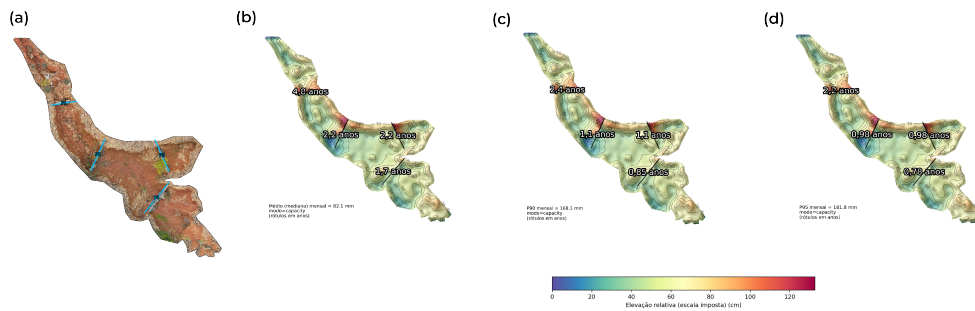 (a)
(b)
(c)
(d)
4,8 anos
2,2 anos
2,2 anos
1,7 anos
Médio (mediana) mensal = 82.1 mm
modo=capacity
(rótulos em anos)
2,4 anos
1,1 anos
1,1 anos
0,85 anos
P90 mensal = 168.1 mm
modo=capacity
(rótulos em anos)
2,2 anos
0,98 anos
0,98 anos
0,78 anos
P95 mensal = 181.8 mm
modo=capacity
(rótulos em anos)
0 20 40 60 80 100 120
Elevação relativa (escala imposta) (cm)